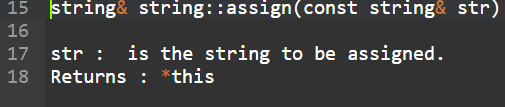 15 string& string::assign(const string& str)
16
17 str :  is the string to be assigned.
18 Returns : *this